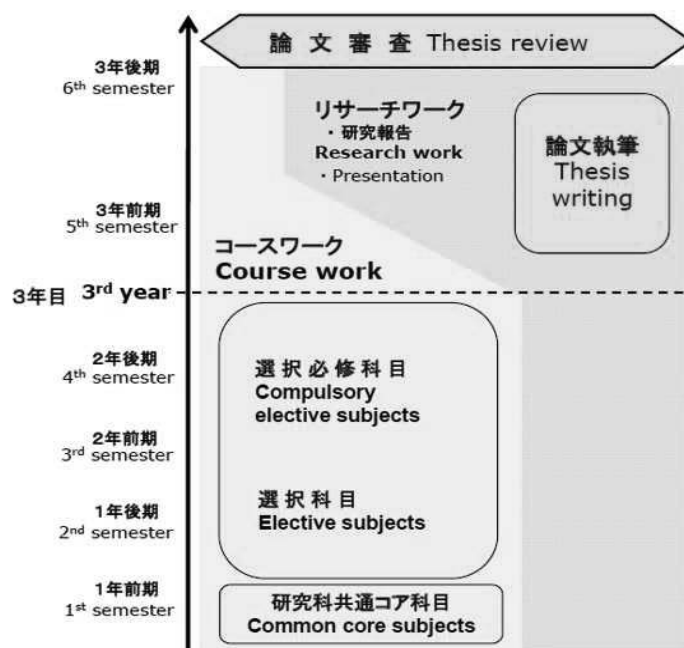 論 文 審 査 Thesis review
3年後期
6th semester
リサーチワーク
・研究報告
Research work
・Presentation
論文執筆
Thesis
writing
3年前期
5th semester
コースワーク
Course work
3年目 3rd year
2年後期
4th semester
選択必修科目
Compulsory
elective subjects
2年前期
3rd semester
選択科目
Elective subjects
1年後期
2nd semester
1年前期
1st semester
研究科共通コア科目
Common core subjects